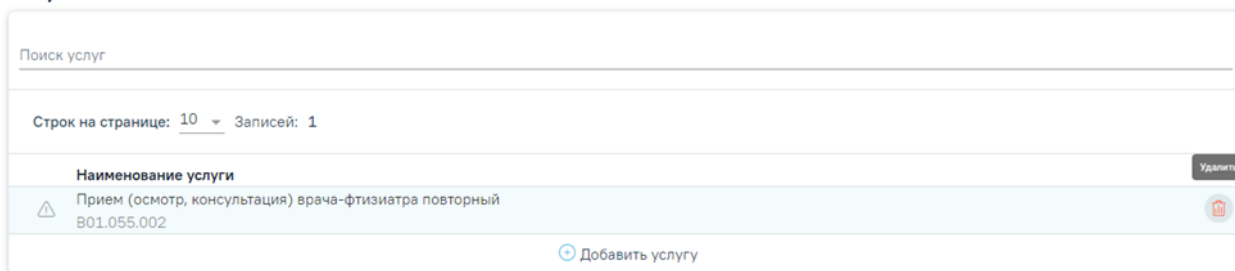 Поиск услуг
Строк на странице: 10 Записей: 1
Удалить
Наименование услуги
Прием (осмотр, консультация) врача-фтизиатра повторный
B01.055.002
Добавить услугу